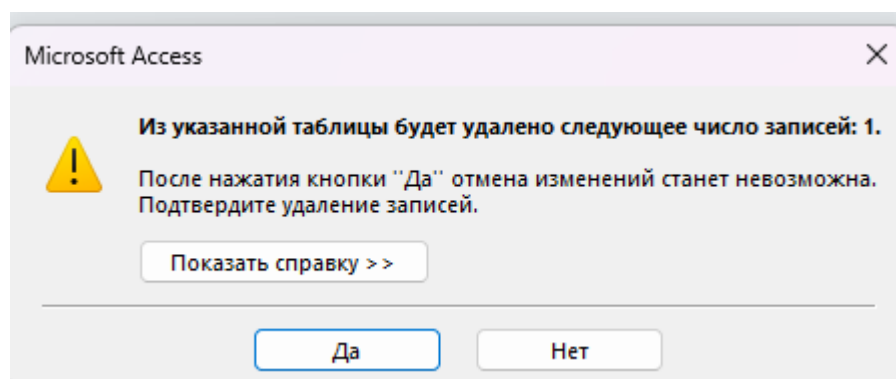 Microsoft Access
Из указанной таблицы будет удалено следующее число записей: 1.
После нажатия кнопки "Да" отмена изменений станет невозможна.
Подтвердите удаление записей.
Показать справку >>
Да
Нет